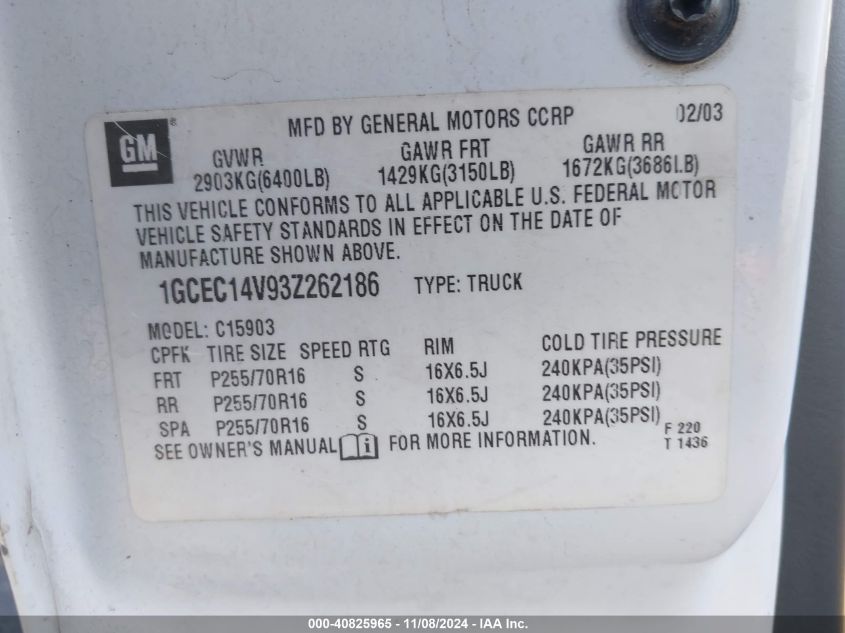 GM® MFD BY GENERAL MOTORS CCRP 02/03
GVWR GAWR FRT GAWR RR
2903KG(6400LB) 1429KG(3150LB) 1672KG(3686LB)
THIS VEHICLE CONFORMS TO ALL APPLICABLE U.S. FEDERAL MOTOR
VEHICLE SAFETY STANDARDS IN EFFECT ON THE DATE OF
MANUFACTURE SHOWN ABOVE.
1GCEC14V93Z262186 TYPE: TRUCK
MODEL: C15903
CPFK TIRE SIZE SPEED RTG RIM COLD TIRE PRESSURE
FRT P255/70R16 S 16X6.5J 240KPA(35PSI)
RR P255/70R16 S 16X6.5J 240KPA(35PSI)
SPA P255/70R16 S 16X6.5J 240KPA(35PSI) F 220
SEE OWNER'S MANUAL i FOR MORE INFORMATION. T 1436
000-40825965 - 11/08/2024 - IAA Inc.